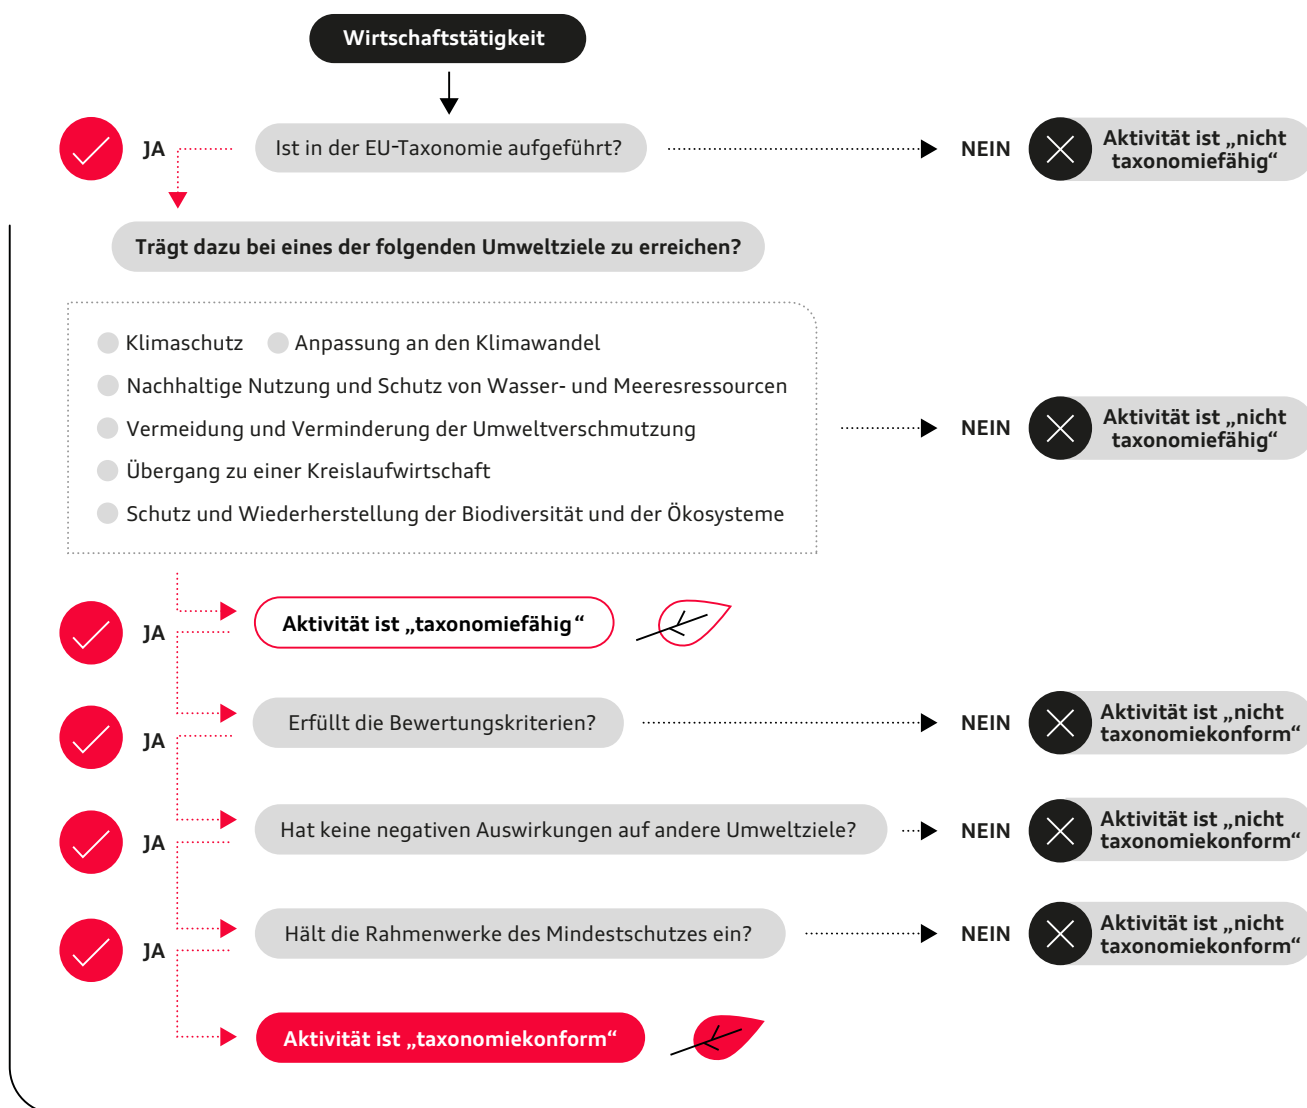 Wirtschaftstätigkeit
JA
Ist in der EU-Taxonomie aufgeführt?
NEIN
Aktivität ist „nicht
taxonomiefähig“
Trägt dazu bei eines der folgenden Umweltziele zu erreichen?
Klimaschutz
Anpassung an den Klimawandel
Nachhaltige Nutzung und Schutz von Wasser- und Meeresressourcen
Vermeidung und Verminderung der Umweltverschmutzung
Übergang zu einer Kreislaufwirtschaft
Schutz und Wiederherstellung der Biodiversität und der Ökosysteme
NEIN
Aktivität ist „nicht
taxonomiefähig“
JA
Aktivität ist „taxonomiefähig“
JA
Erfüllt die Bewertungskriterien?
NEIN
Aktivität ist „nicht
taxonomiekonform“
JA
Hat keine negativen Auswirkungen auf andere Umweltziele?
NEIN
Aktivität ist „nicht
taxonomiekonform“
JA
Hält die Rahmenwerke des Mindestschutzes ein?
NEIN
Aktivität ist „nicht
taxonomiekonform“
Aktivität ist „taxonomiekonform“